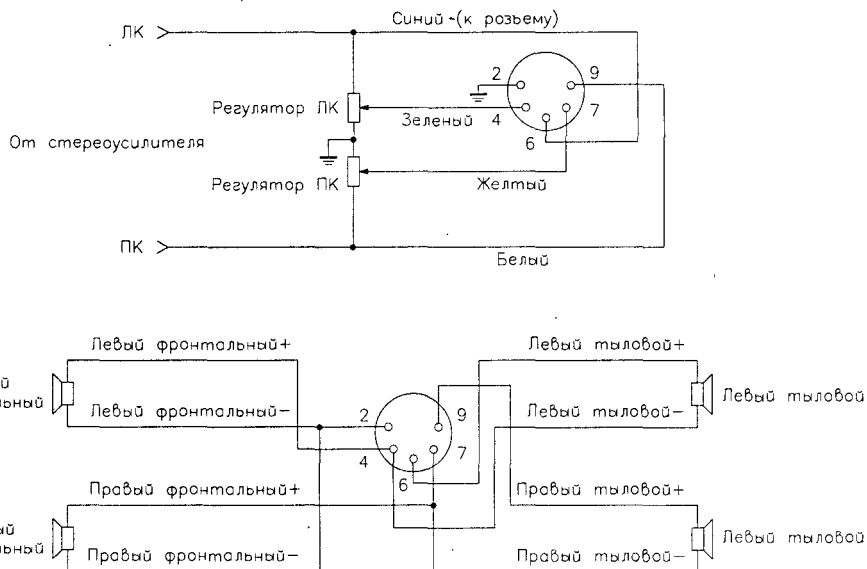 ЛК
Синий-(к розъему)
2
9
Регулятор ЛК
Зеленый
4
7
6
От стереоусилителя
Регулятор ПК
Желтый
ПК
Белый
Левый фронтальный+
Левый тыловой+
2
9
Левый тыловой
Левый фронтальный-
Левый тыловой-
4
7
6
Правый фронтальный+
Правый тыловой+
Левый тыловой
Правый фронтальный-
Правый тыловой-